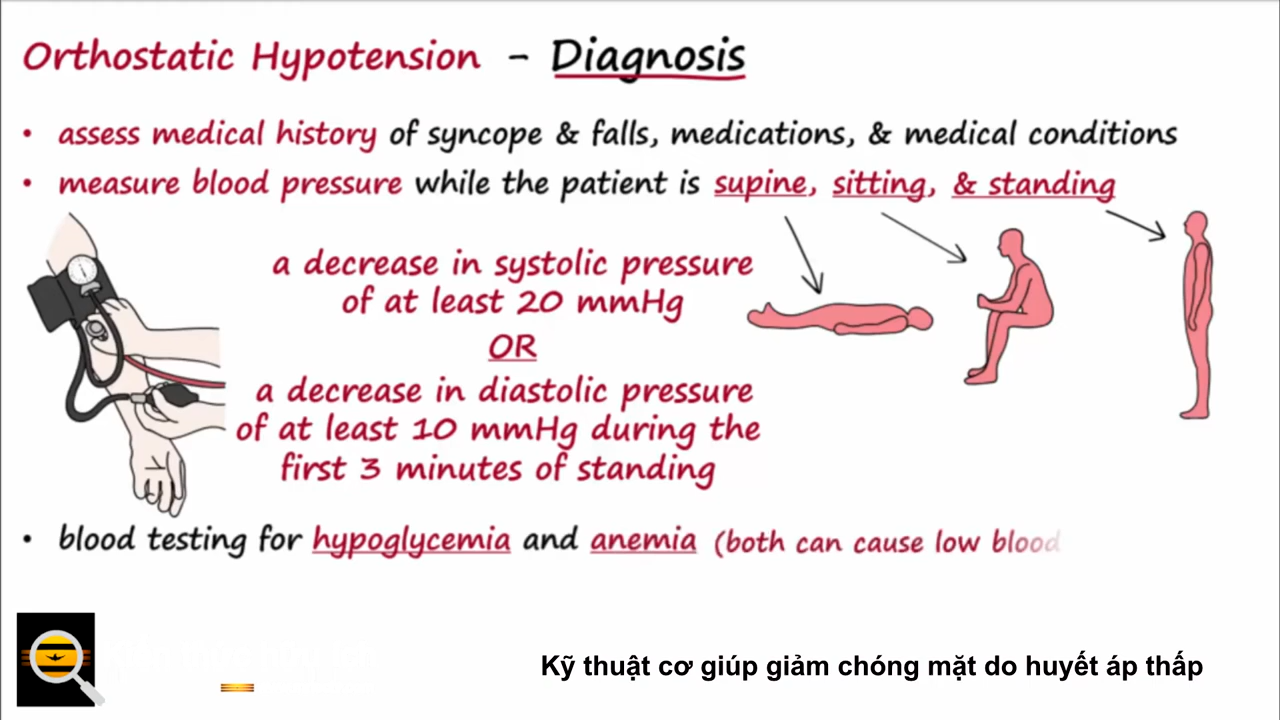 Orthostatic Hypotension - Diagnosis
• assess medical history of syncope & falls, medications, & medical conditions
• measure blood pressure while the patient is supine, sitting, & standing
a decrease in systolic pressure
of at least 20 mmHg
OR
a decrease in diastolic pressure
of at least 10 mmHg during the
first 3 minutes of standing
• blood testing for hypoglycemia and anemia (both can cause low blood
Kỹ thuật cơ giúp giảm chóng mặt do huyết áp thấp